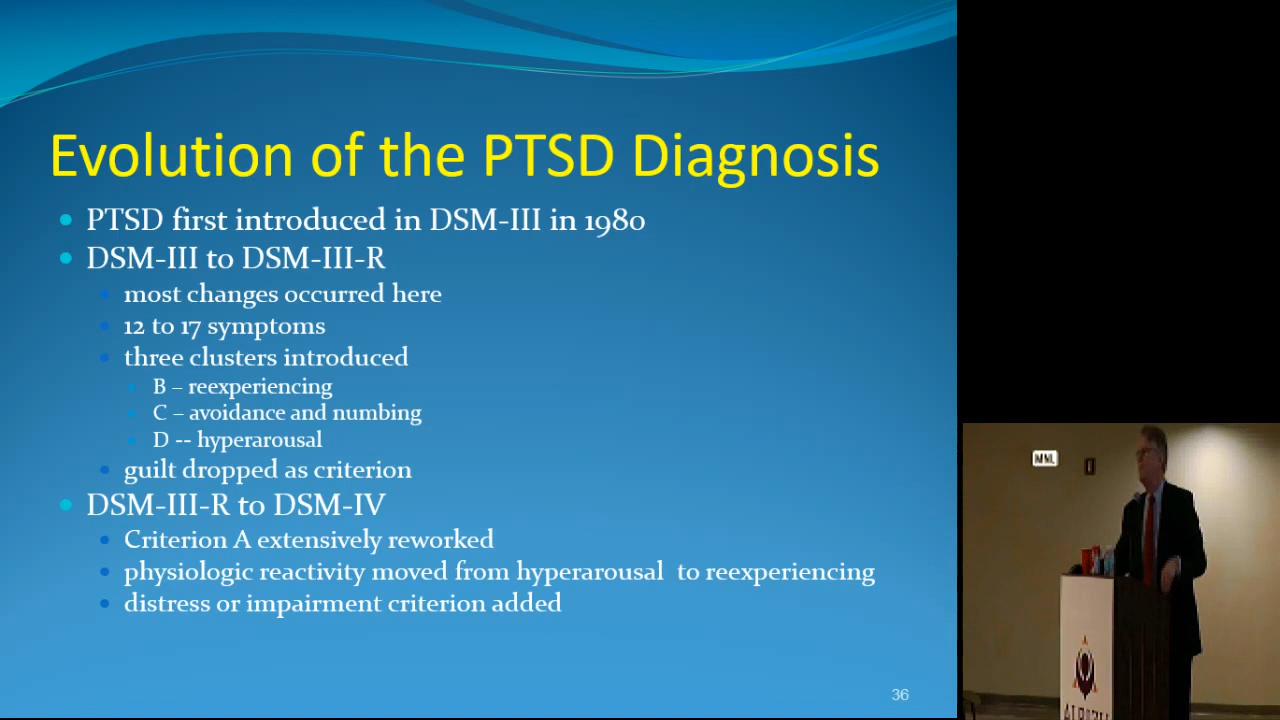 Evolution of the PTSD Diagnosis
• PTSD first introduced in DSM-III in 1980
• DSM-III to DSM-III-R
• most changes occurred here
• 12 to 17 symptoms
• three clusters introduced
• B – reexperiencing
• C – avoidance and numbing
• D -- hyperarousal
• guilt dropped as criterion
• DSM-III-R to DSM-IV
• Criterion A extensively reworked
• physiologic reactivity moved from hyperarousal to reexperiencing
• distress or impairment criterion added
36
MNL